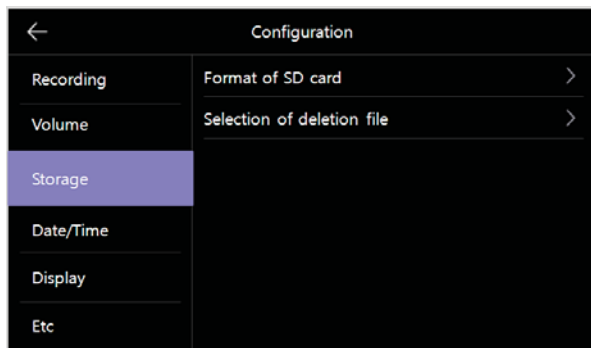 Configuration
Recording
Volume
Storage
Date/Time
Display
Etc
Format of SD card
Selection of deletion file